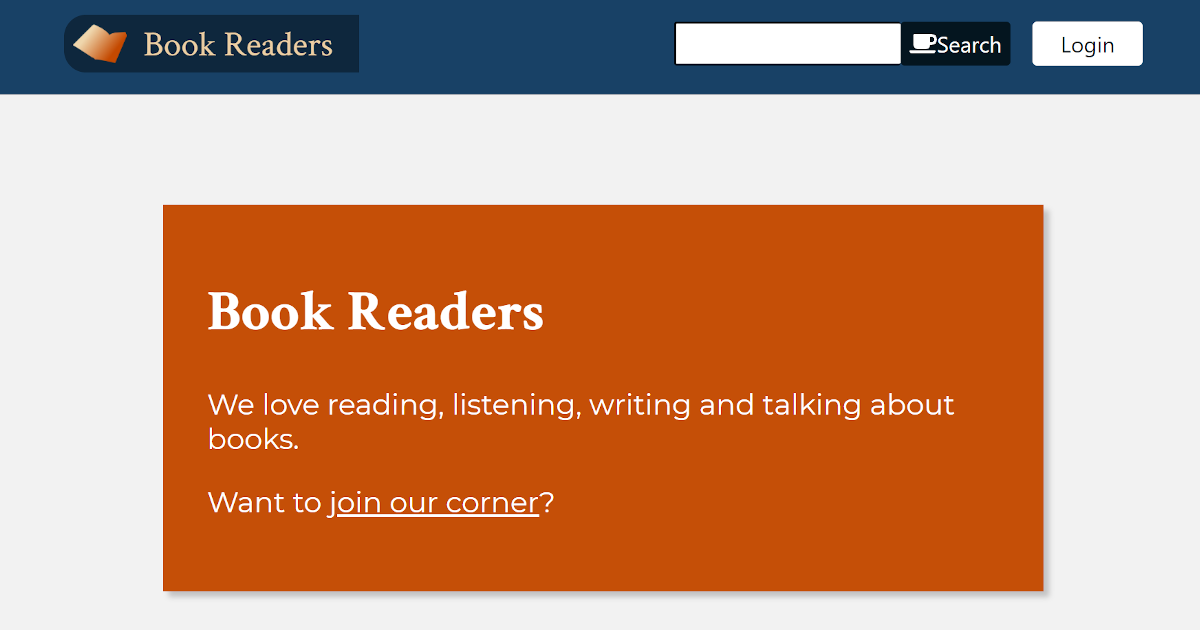 Book Readers
Search
Login
Book Readers
We love reading, listening, writing and talking about
books.
Want to join our corner?